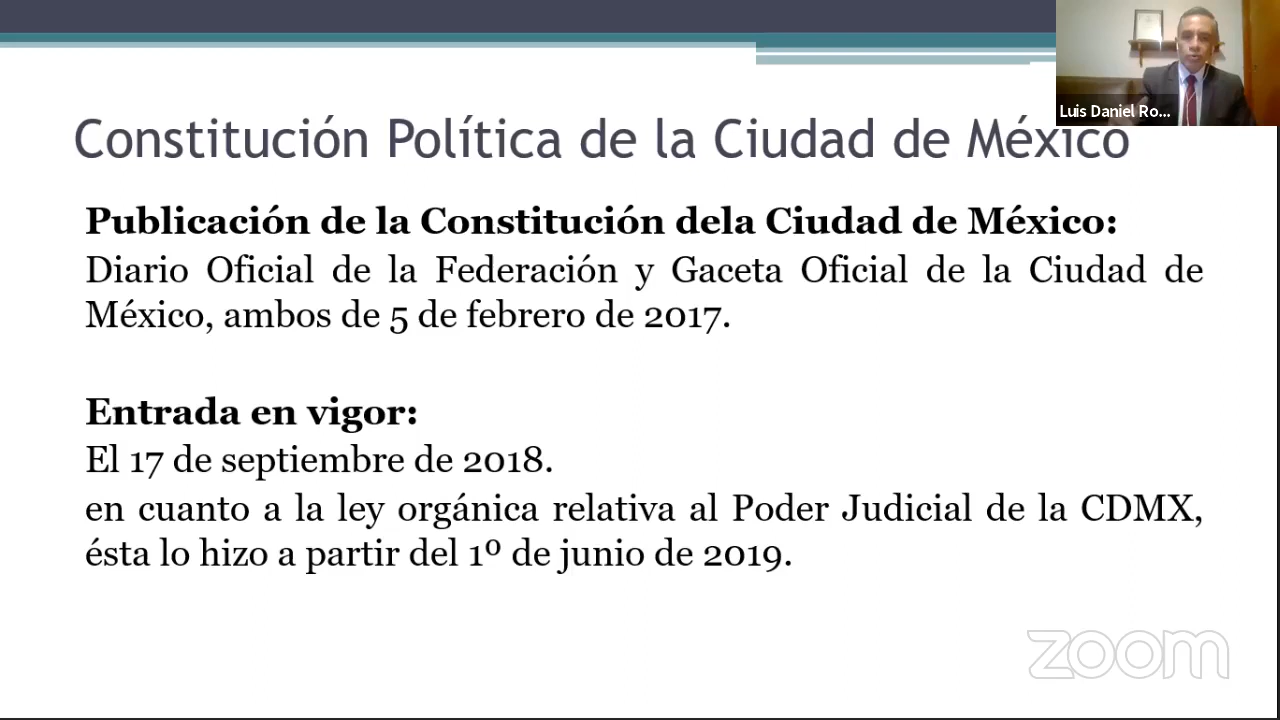 Luis Daniel Ro...
Constitución Política de la Ciudad de México
Publicación de la Constitución dela Ciudad de México:
Diario Oficial de la Federación y Gaceta Oficial de la Ciudad de
México, ambos de 5 de febrero de 2017.
Entrada en vigor:
El 17 de septiembre de 2018.
en cuanto a la ley orgánica relativa al Poder Judicial de la CDMX,
ésta lo hizo a partir del 1º de junio de 2019.
zoom